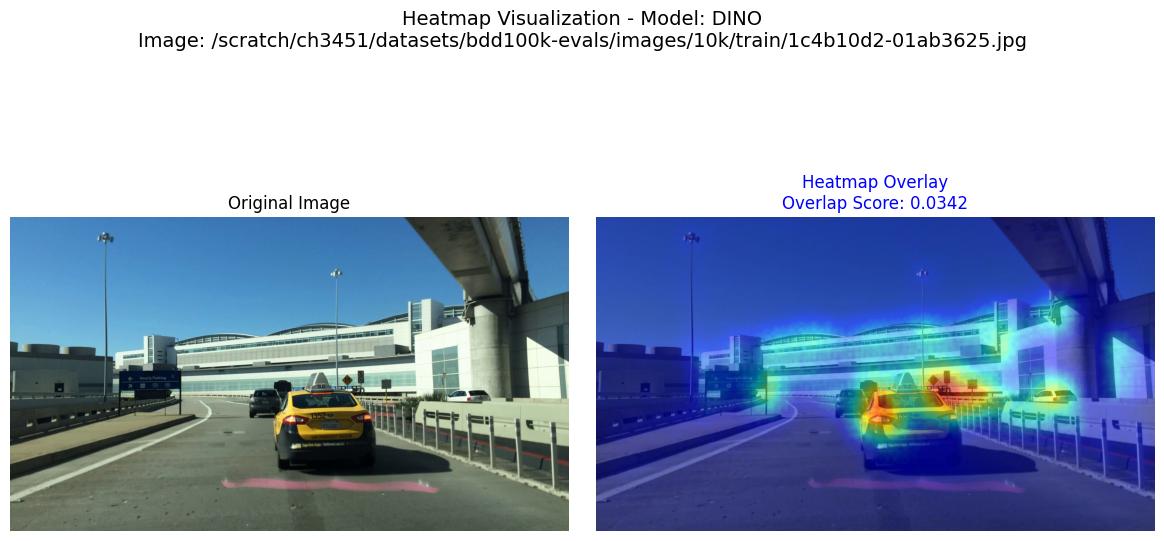 Heatmap Visualization - Model: DINO
Image: /scratch/ch3451/datasets/bdd100k-evals/images/10k/train/1c4b10d2-01ab3625.jpg
Original Image
Heatmap Overlay
Overlap Score: 0.0342